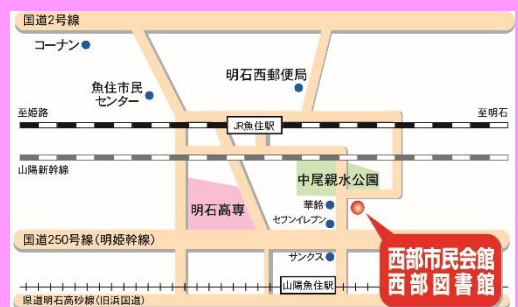 国道2号線
コーナン
明石西郵便局
魚住市民
センター
至姫路
至明石
JR魚住駅
山陽新幹線
中尾親水公園
明石高専
華鈴
セブンイレブン
国道250号線(明姫幹線)
サンクス
西部市民会館
西部図書館
山陽魚住駅
県道明石高砂線(旧浜国道)